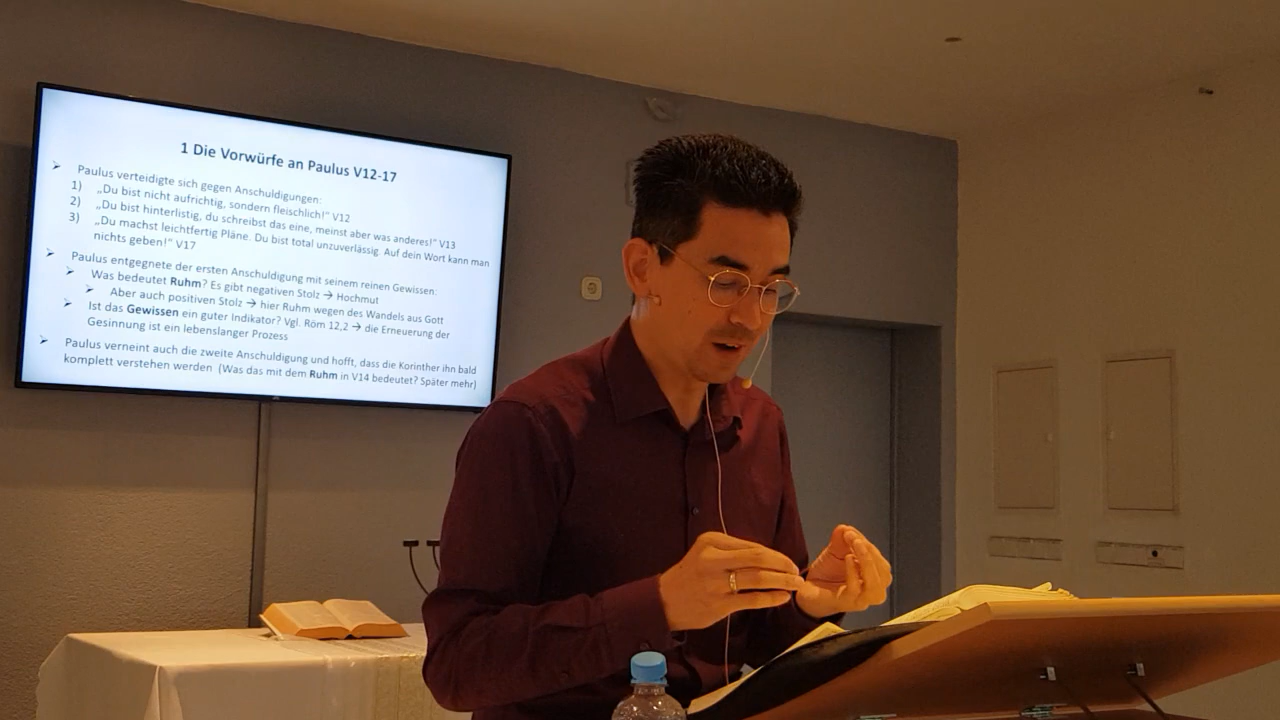 1 Die Vorwürfe an Paulus V12-17
➢ Paulus verteidigte sich gegen Anschuldigungen:
1) „Du bist nicht aufrichtig, sondern fleischlich!" V12
2) „Du bist hinterlistig, du schreibst das eine, meinst aber was anderes!" V13
3) „Du machst leichtfertig Pläne. Du bist total unzuverlässig. Auf dein Wort kann man
nichts geben!" V17
➢ Paulus entgegnete der ersten Anschuldigung mit seinem reinen Gewissen:
➢ Was bedeutet Ruhm? Es gibt negativen Stolz → Hochmut
➢ Aber auch positiven Stolz → hier Ruhm wegen des Wandels aus Gott
➢ Ist das Gewissen ein guter Indikator? Vgl. Röm 12,2 → die Erneuerung der
Gesinnung ist ein lebenslanger Prozess
➢ Paulus verneint auch die zweite Anschuldigung und hofft, dass die Korinther ihn bald
komplett verstehen werden (Was das mit dem Ruhm in V14 bedeutet? Später mehr)